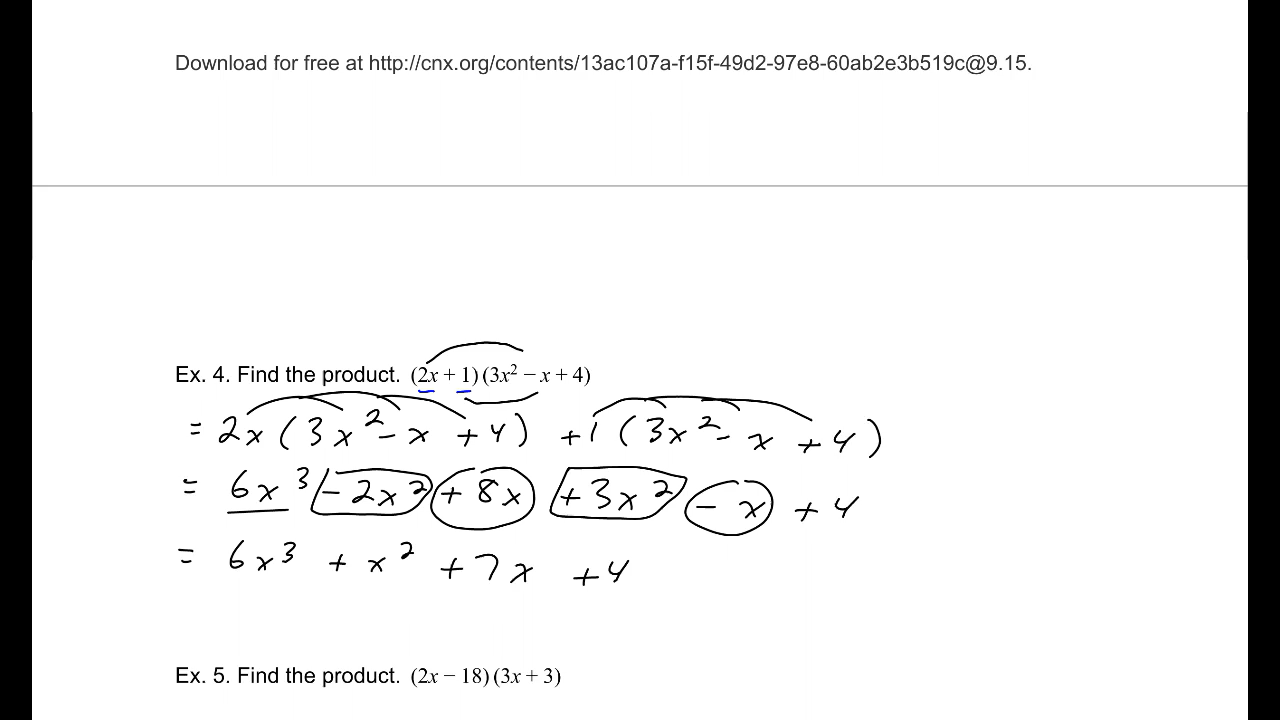 Download for free at http://cnx.org/contents/13ac107a-f15f-49d2-97e8-60ab2e3b519c@9.15.
Ex. 4. Find the product. (2x + 1)(3x² − x + 4)
= 2x(3x² − x + 4) + 1(3x² − x + 4)
= 6x³ − 2x² + 8x + 3x² − x + 4
= 6x³ + x² + 7x + 4
Ex. 5. Find the product. (2x − 18)(3x + 3)